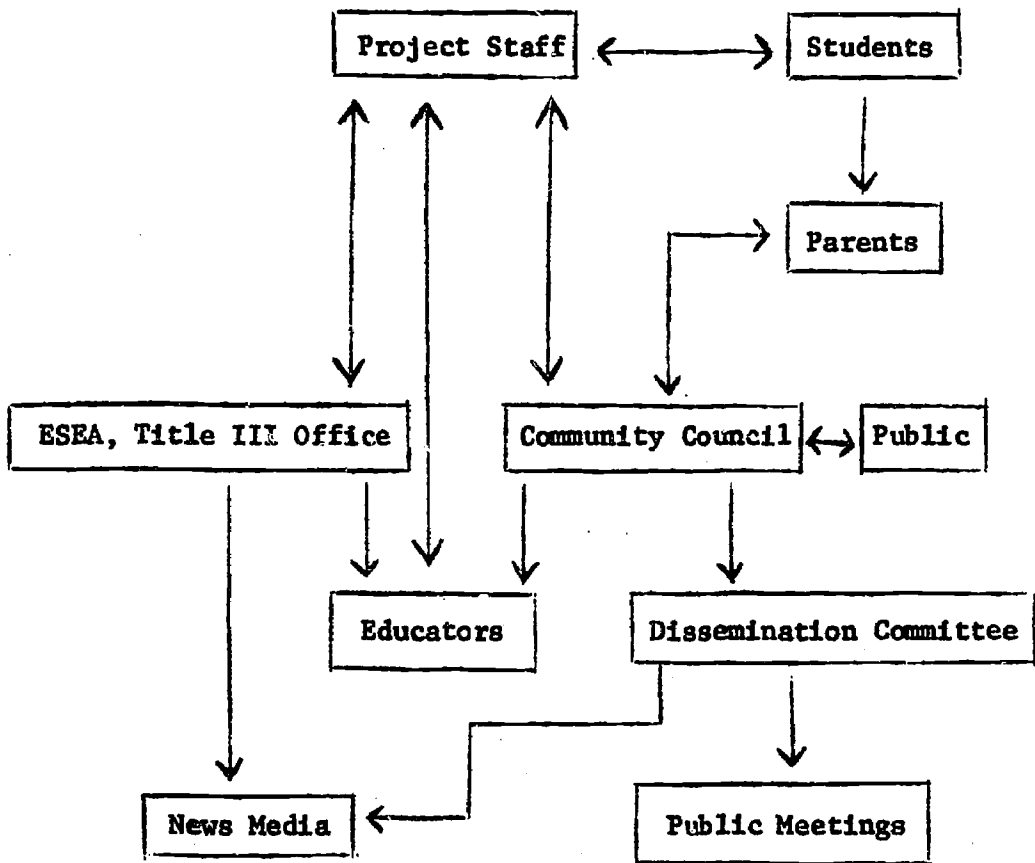 Project Staff
Students
Parents
ESEA, Title III Office
Community Council
Public
Educators
Dissemination Committee
News Media
Public Meetings